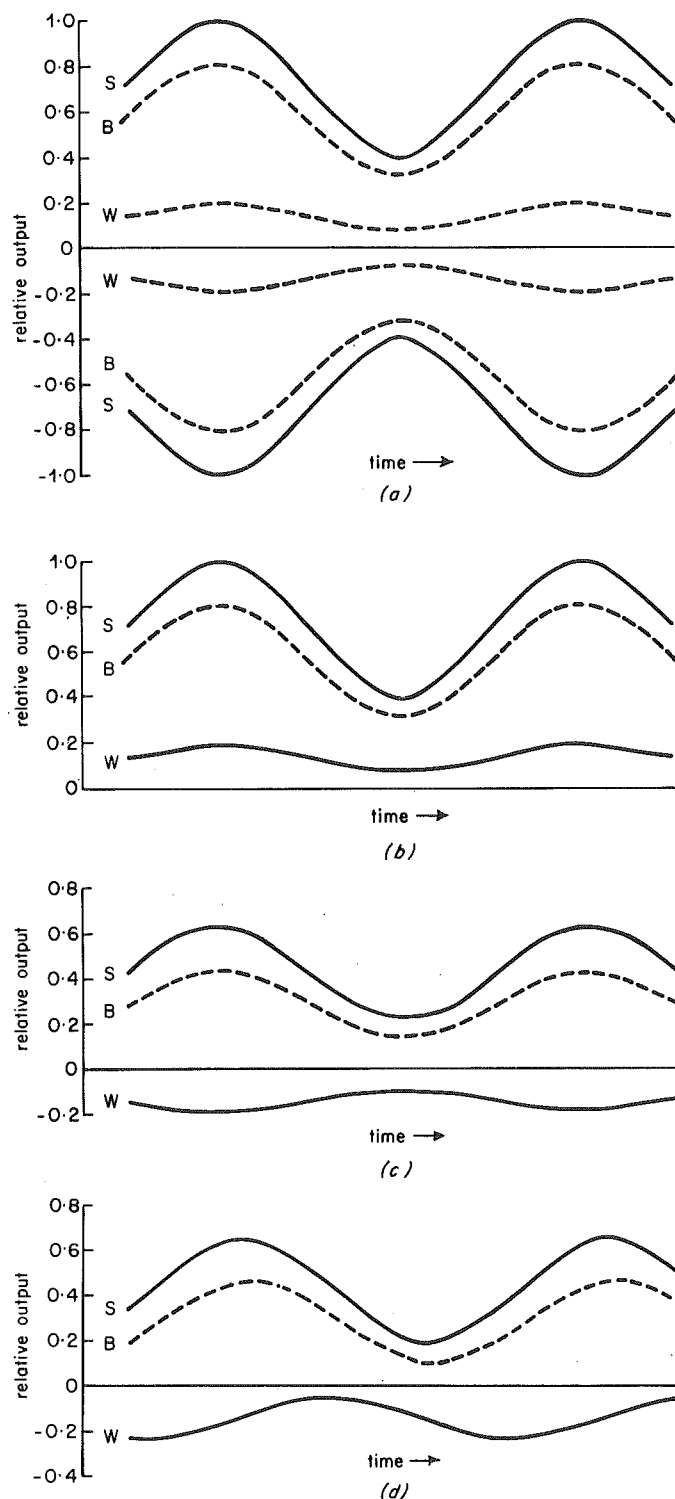 1·0
0·8
0·6
0·4
0·2
0
-0·2
-0·4
-0·6
-0·8
-1·0
relative output
S
B
W
W
B
S
time
(a)
1·0
0·8
0·6
0·4
0·2
0
relative output
S
B
W
time
(b)
0·8
0·6
0·4
0·2
0
-0·2
relative output
S
B
W
time
(c)
0·8
0·6
0·4
0·2
0
-0·2
-0·4
relative output
S
B
W
time
(d)